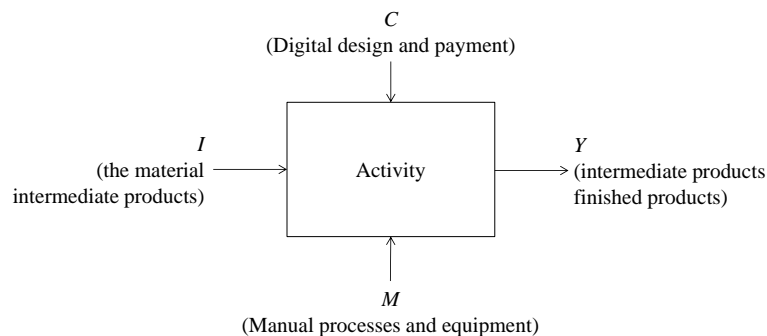 C
(Digital design and payment)
I
(the material
intermediate products)
Activity
Y
(intermediate products
finished products)
M
(Manual processes and equipment)